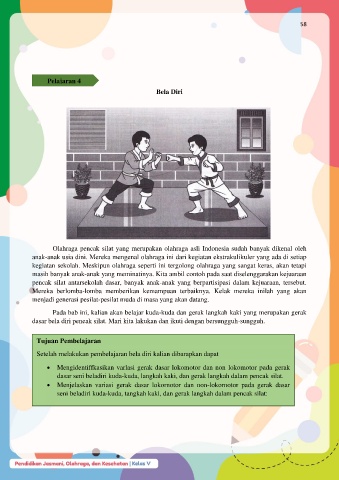 58
Pelajaran 4
Bela Diri
Olahraga pencak silat yang merupakan olahraga asli Indonesia sudah banyak dikenal oleh
anak-anak usia dini. Mereka mengenal olahraga ini dari kegiatan ekstrakulikuler yang ada di setiap
kegiatan sekolah. Meskipun olahraga seperti ini tergolong olahraga yang sangat keras, akan tetapi
masih banyak anak-anak yang meminatinya. Kita ambil contoh pada saat diselenggarakan kejuaraan
pencak silat antarsekolah dasar, banyak anak-anak yang berpartisipasi dalam kejuaraan, tersebut.
Mereka berlomba-lomba memberikan kemampuan terbaiknya. Kelak mereka inilah yang akan
menjadi generasi pesilat-pesilat muda di masa yang akan datang.
Pada bab ini, kalian akan belajar kuda-kuda dan gerak langkah kaki yang merupakan gerak
dasar bela diri pencak silat. Mari kita lakukan dan ikuti dengan bersungguh-sungguh.
Tujuan Pembelajaran
Setelah melakukan pembelajaran bela diri kalian diharapkan dapat
• Mengidentiffkasikan variasi gerak dasar lokomotor dan non lokomotor pada gerak
dasar seni beladiri kuda-kuda, langkah kaki, dan gerak langkah dalam pencak silat.
• Menjelaskan variasi gerak dasar lokomotor dan non-lokomotor pada gerak dasar
seni beladiri kuda-kuda, langkah kaki, dan gerak langkah dalam pencak silat.
Pendidikan Jasmani, Olahraga, dan Kesehatan | Kelas V